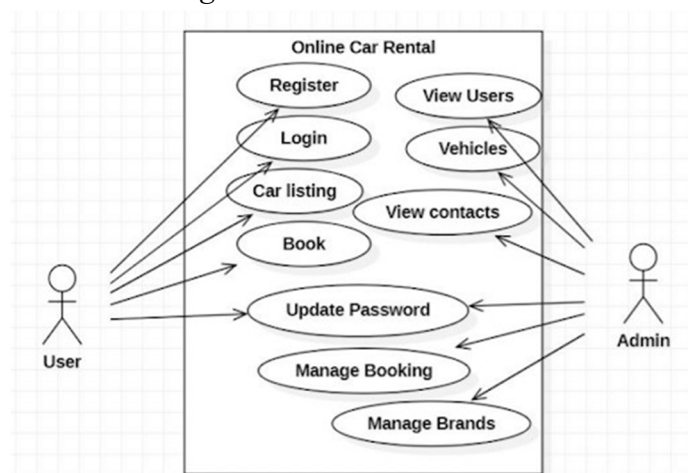 Online Car Rental
Register
View Users
Login
Vehicles
Car listing
View contacts
Book
Update Password
User
Admin
Manage Booking
Manage Brands